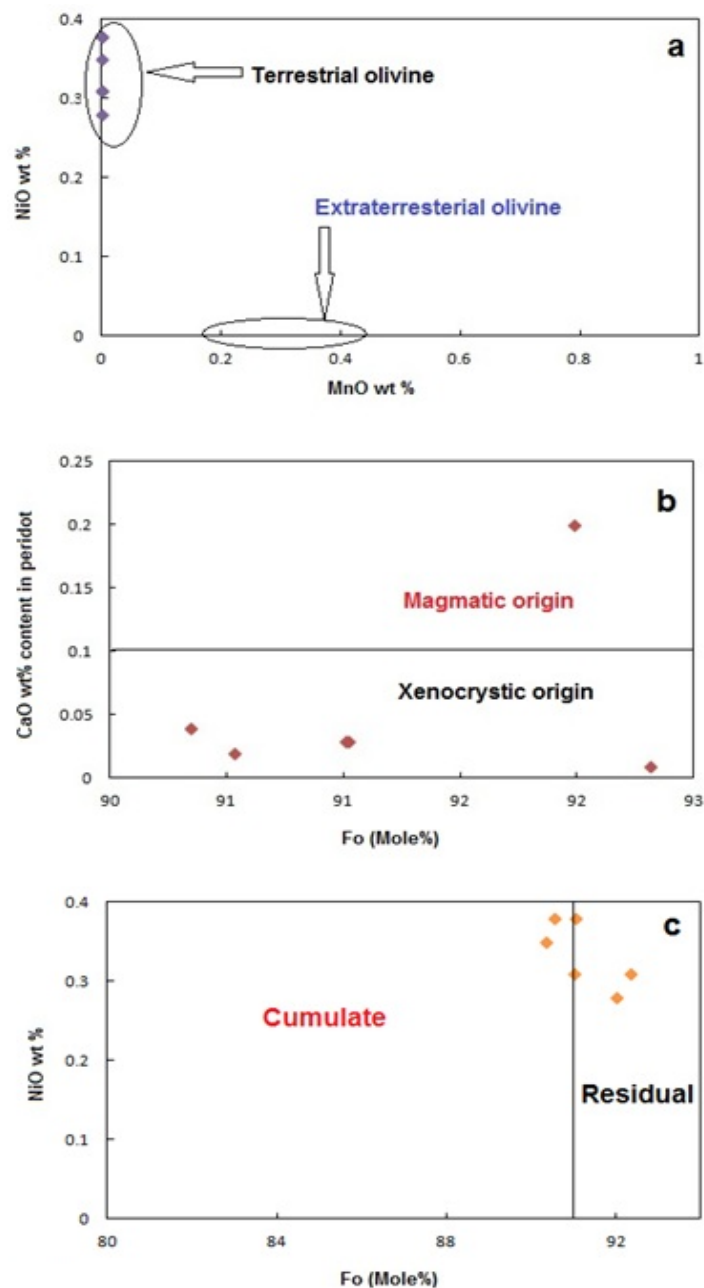 0.4
a
Terrestrial olivine
0.3
NiO wt %
0.2
Extraterresterial olivine
0.1
0
0 0.2 0.4 0.6 0.8 1
MnO wt %
0.25
b
0.2
CaO wt% content in peridot
0.15
Magmatic origin
0.1
Xenocrystic origin
0.05
0
90 91 91 92 92 93
Fo (Mole%)
0.4
c
0.3
NiO wt %
Cumulate
0.2
Residual
0.1
0
80 84 88 92
Fo (Mole%)